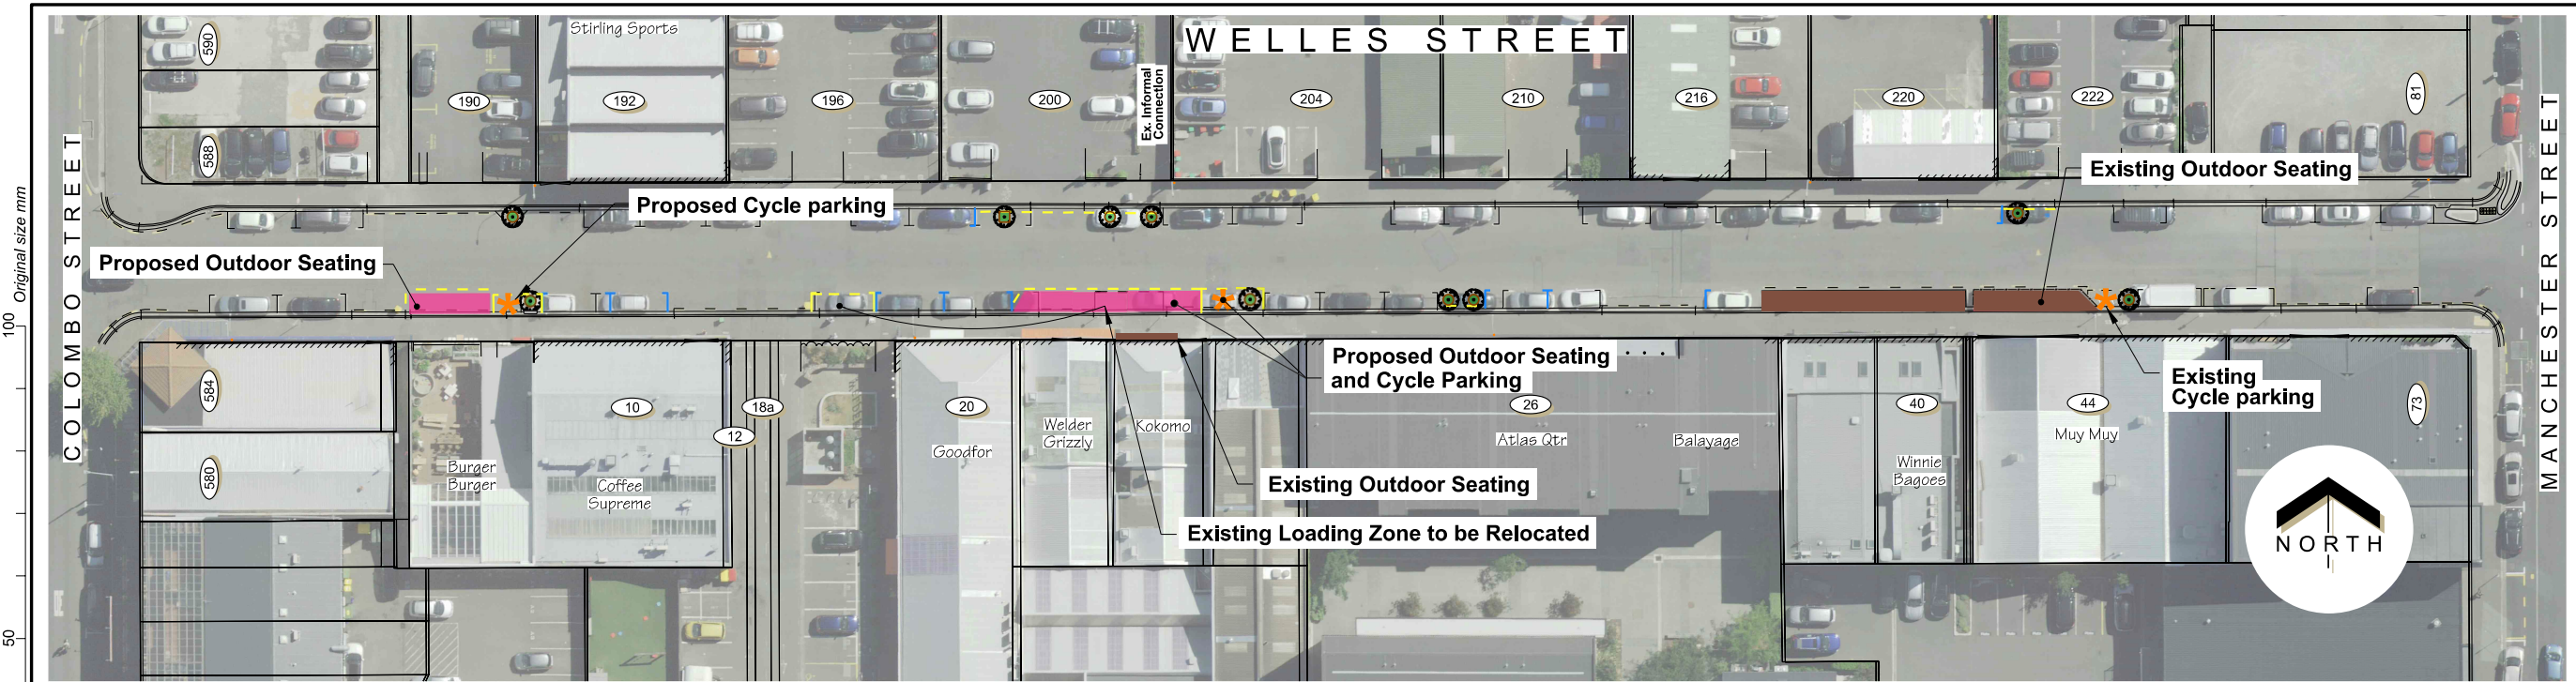 Stirling Sports
WELLES STREET
590
190
192
196
200
Ex. Informal
Connection
204
210
216
220
222
81
588
COLOMBO STREET
MANCHESTER STREET
Original size mm
100
50
Proposed Cycle parking
Existing Outdoor Seating
Proposed Outdoor Seating
Proposed Outdoor Seating
and Cycle Parking
Existing
Cycle parking
584
580
10
12
18a
20
26
40
44
73
Burger
Burger
Coffee
Supreme
Goodfor
Welder
Grizzly
Kokomo
Atlas Qtr
Balayage
Winnie
Bagoes
Muy Muy
Existing Outdoor Seating
Existing Loading Zone to be Relocated
NORTH